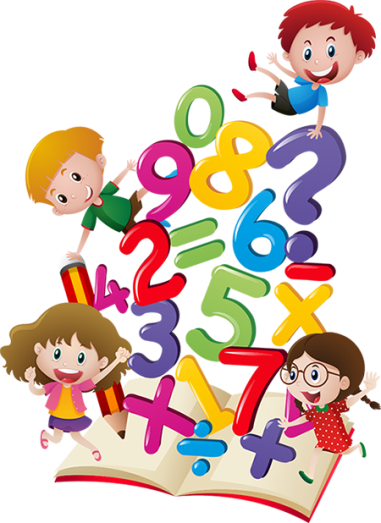 0
9 8 ?
6
2 =
4 5 -
3 ×
1 7
+ ÷ +